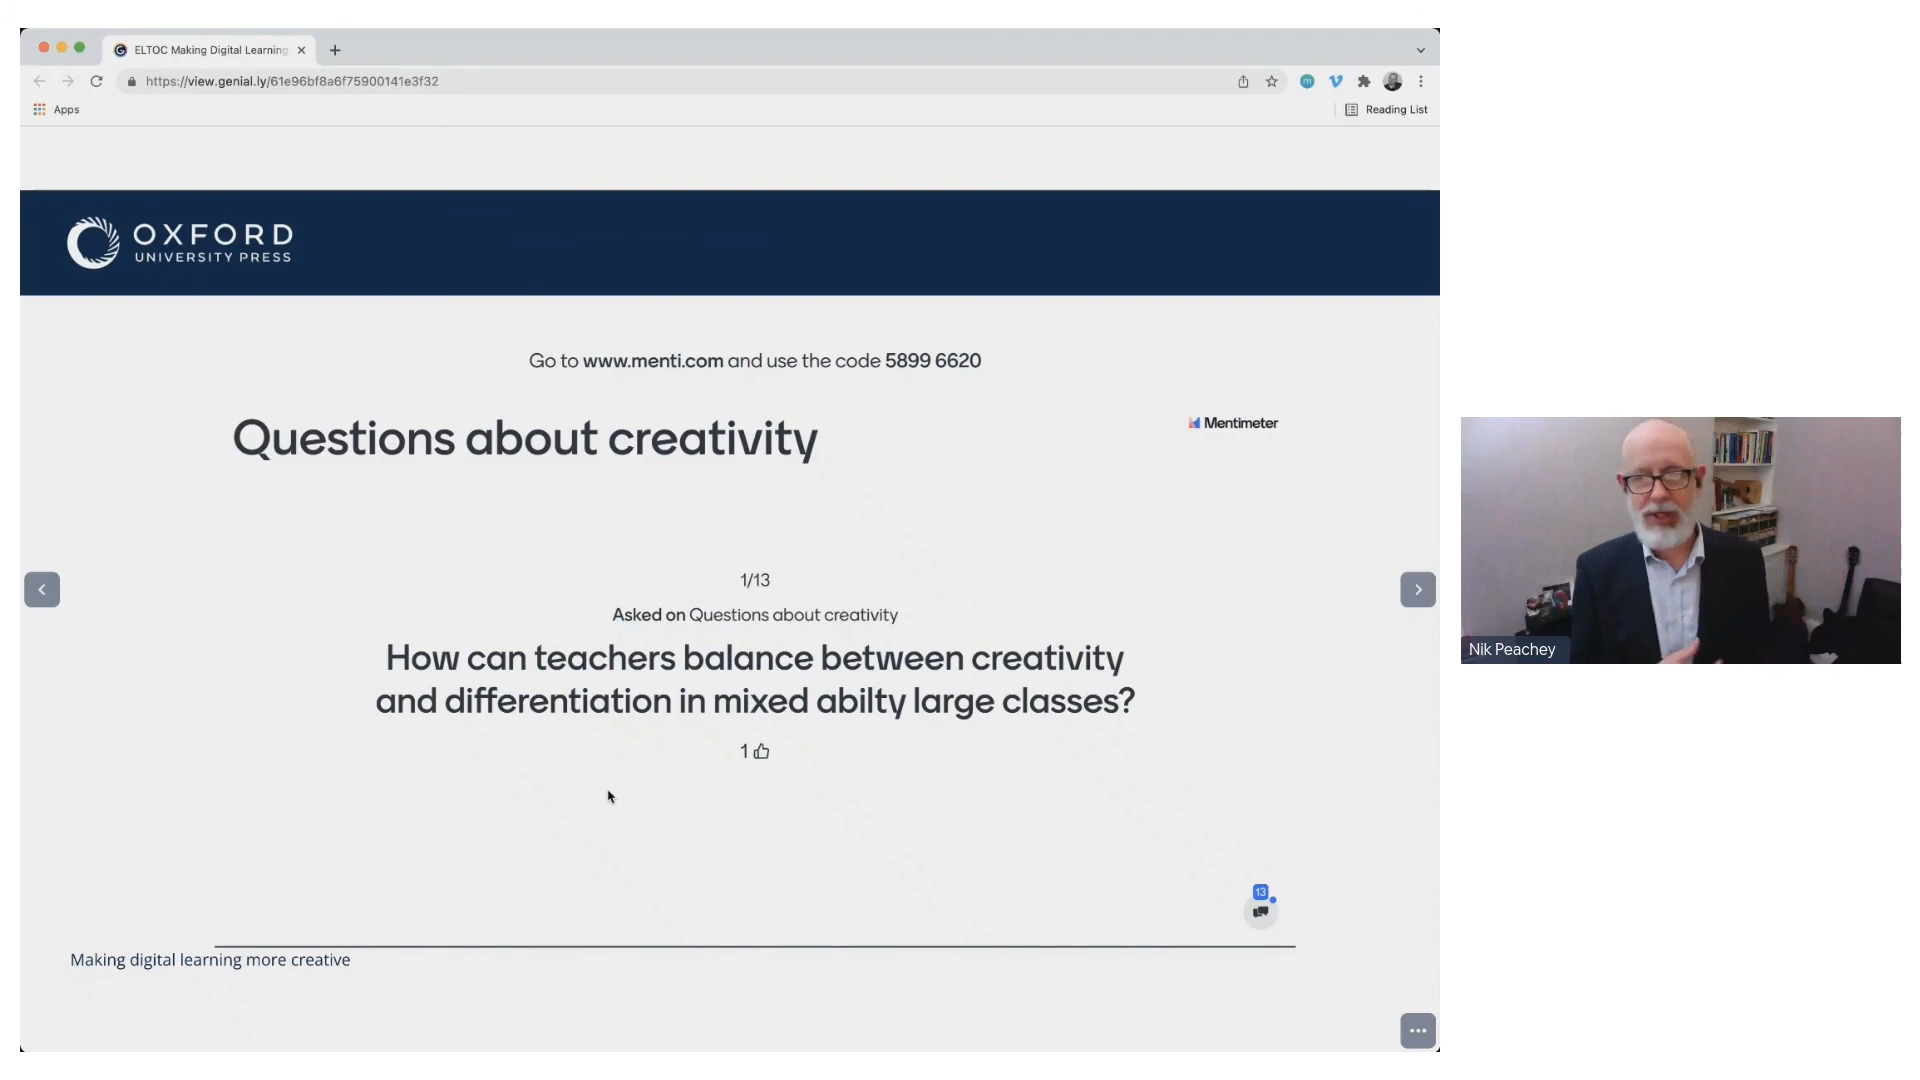 ELTOC Making Digital Learning
https://view.genial.ly/61e96bf8a6f75900141e3f32
Apps
Reading List
OXFORD
UNIVERSITY PRESS
Go to www.menti.com and use the code 5899 6620
Questions about creativity
Mentimeter
1/13
Asked on Questions about creativity
How can teachers balance between creativity
and differentiation in mixed abilty large classes?
1
13
Making digital learning more creative
Nik Peachey